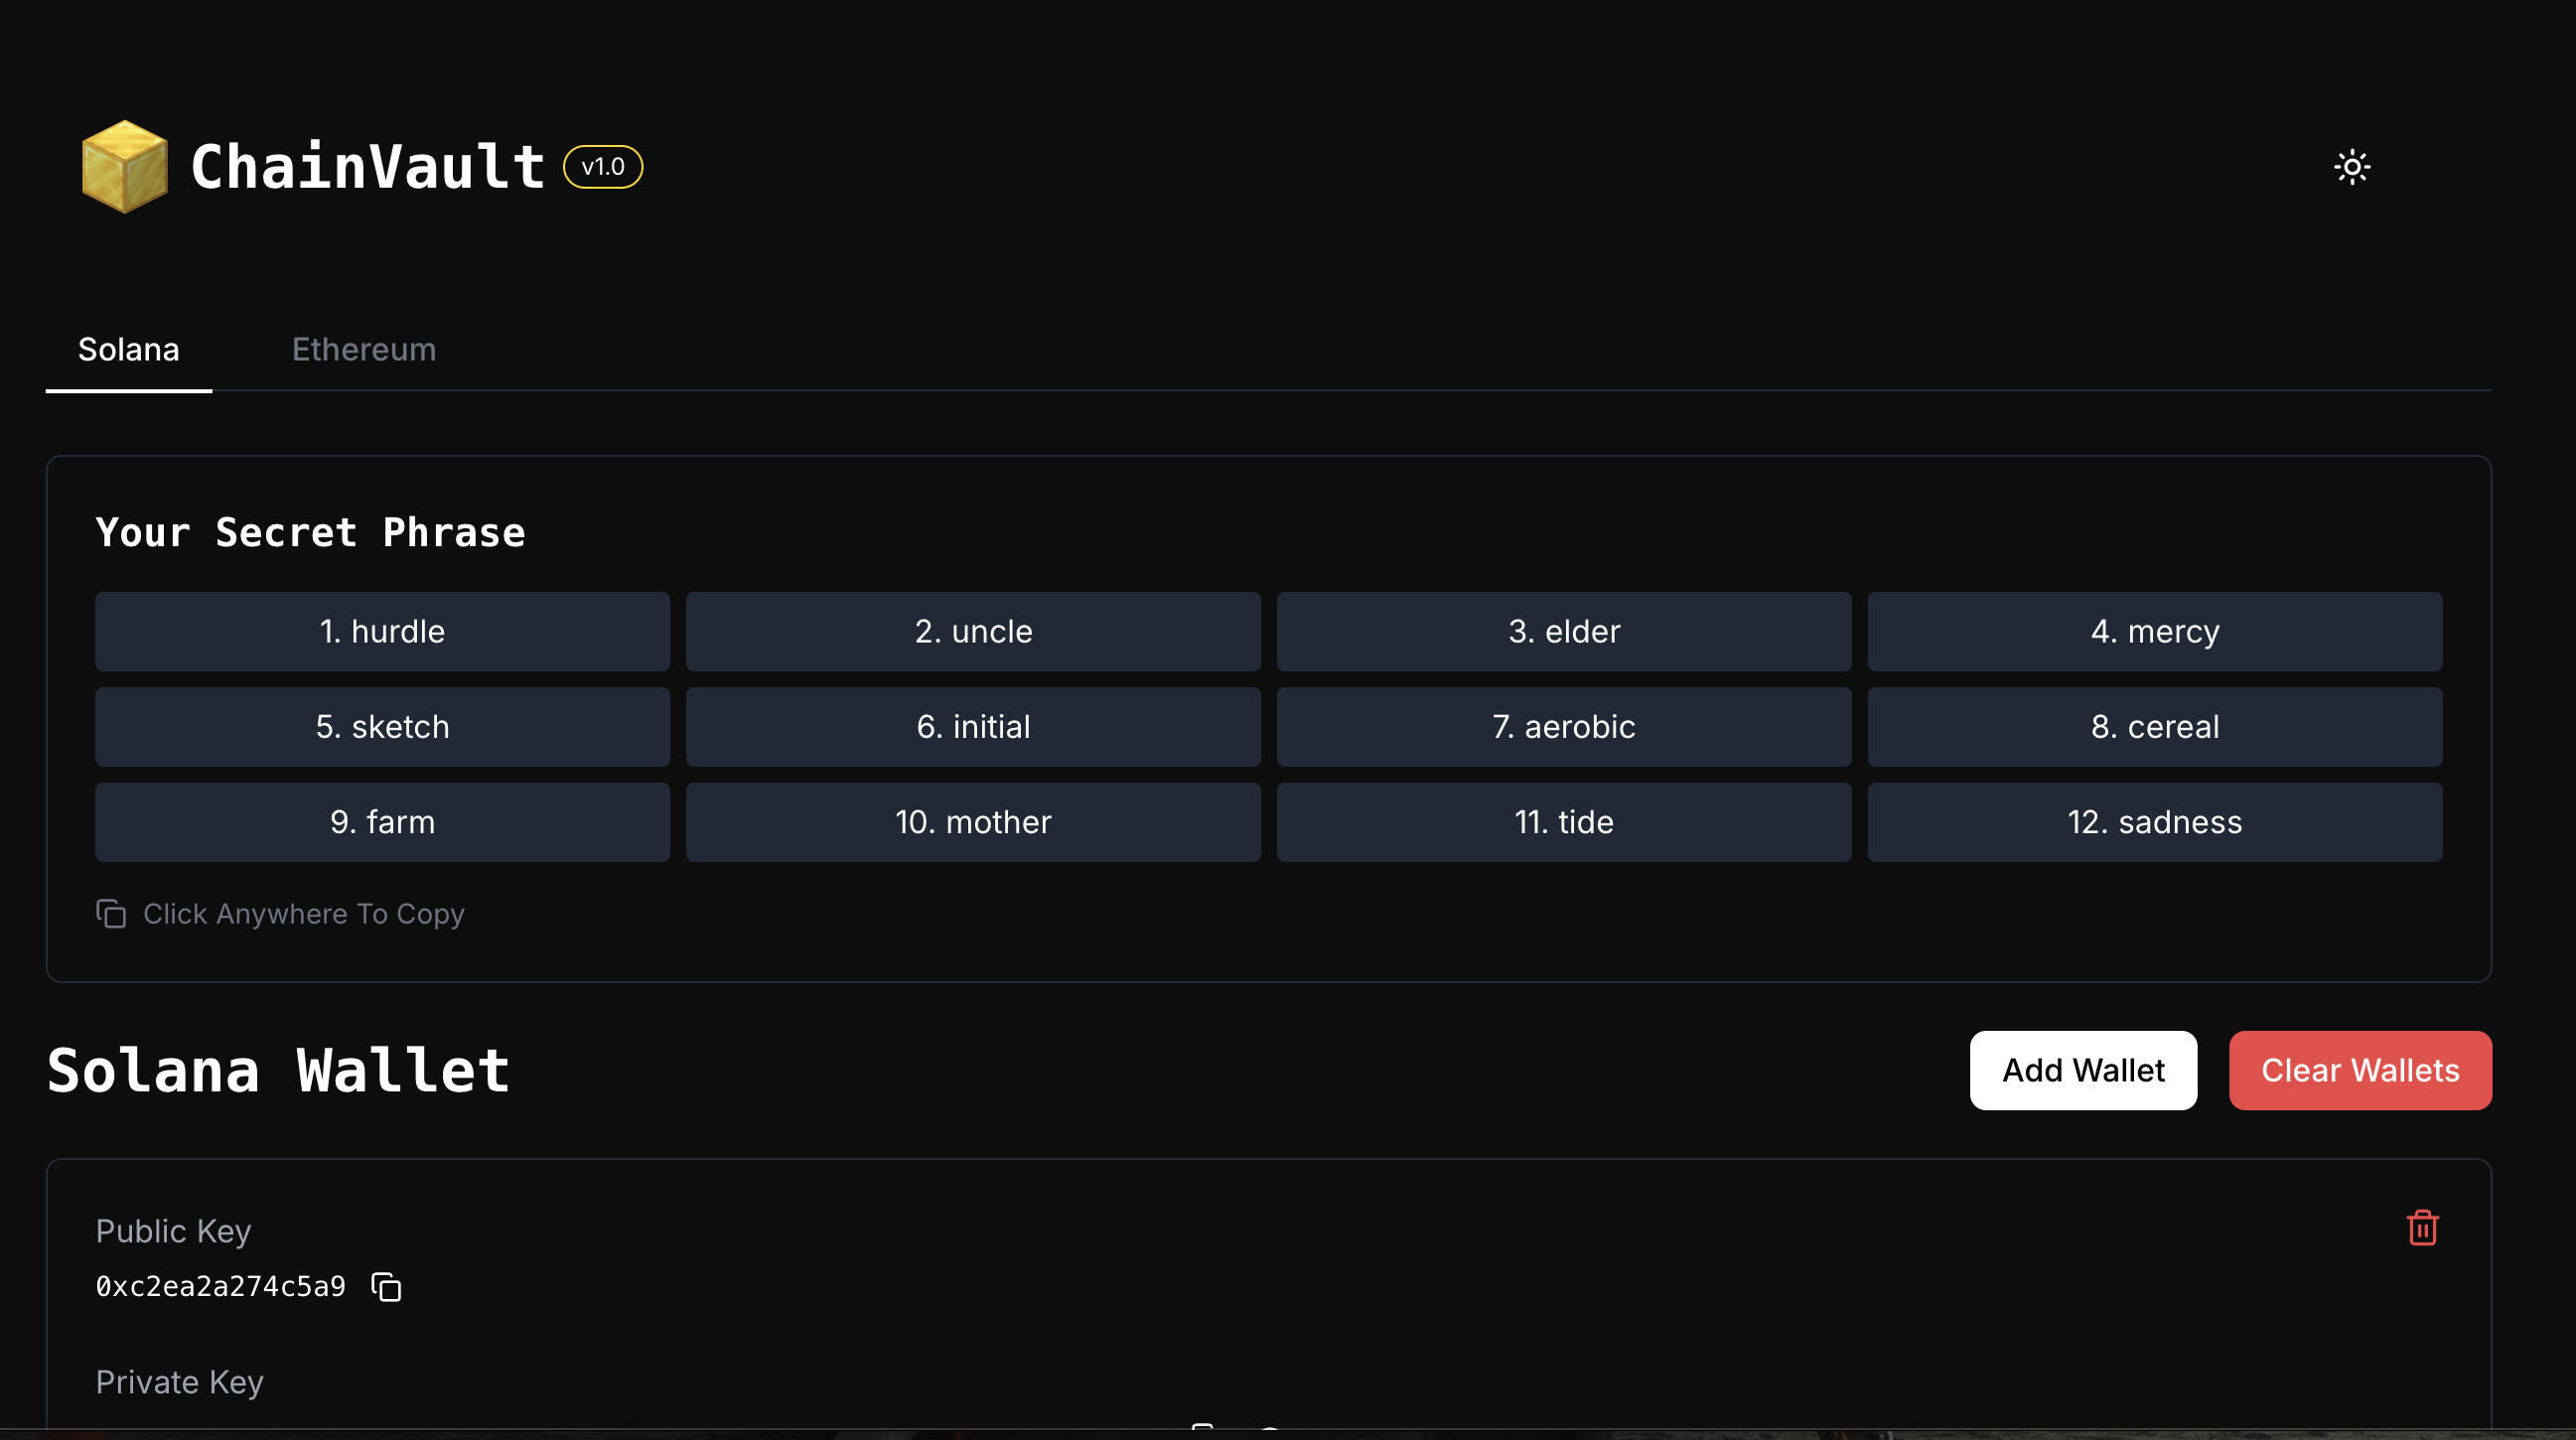 ChainVault v1.0
Solana Ethereum
Your Secret Phrase
1. hurdle 2. uncle 3. elder 4. mercy
5. sketch 6. initial 7. aerobic 8. cereal
9. farm 10. mother 11. tide 12. sadness
Click Anywhere To Copy
Solana Wallet Add Wallet Clear Wallets
Public Key
0xc2ea2a274c5a9
Private Key